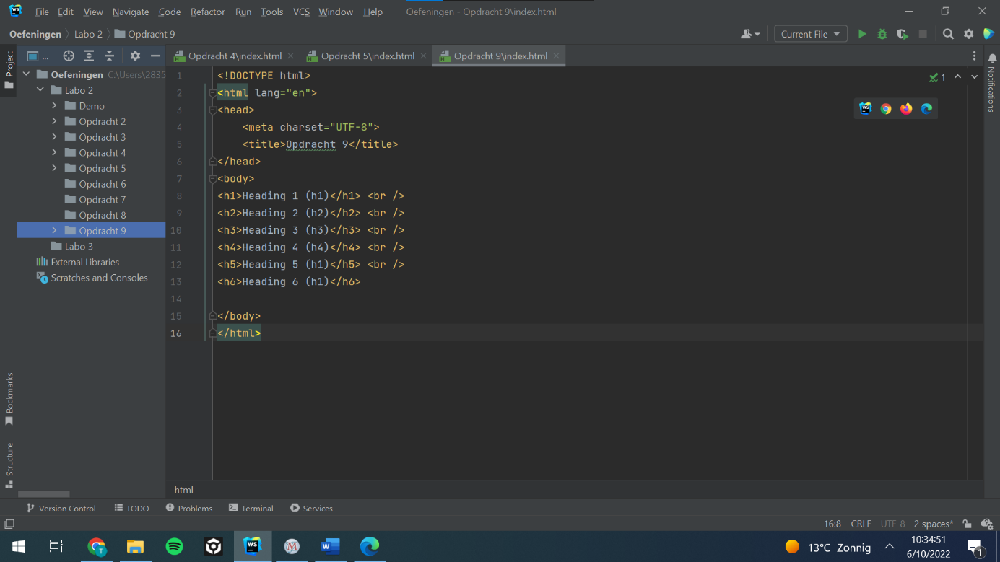 File Edit View Navigate Code Refactor Run Tools VCS Window Help Oefeningen - Opdracht 9\index.html
Oefeningen Labo 2 Opdracht 9 Current File
... Opdracht 4\index.html Opdracht 5\index.html Opdracht 9\index.html
Project
Oefeningen C:\Users\2835
Labo 2
Demo
Opdracht 2
Opdracht 3
Opdracht 4
Opdracht 5
Opdracht 6
Opdracht 7
Opdracht 8
Opdracht 9
Labo 3
External Libraries
Scratches and Consoles
Bookmarks
Structure
1 <!DOCTYPE html>
2 <html lang="en">
3 <head>
4 <meta charset="UTF-8">
5 <title>Opdracht 9</title>
6 </head>
7 <body>
8 <h1>Heading 1 (h1)</h1> <br />
9 <h2>Heading 2 (h2)</h2> <br />
10 <h3>Heading 3 (h3)</h3> <br />
11 <h4>Heading 4 (h4)</h4> <br />
12 <h5>Heading 5 (h1)</h5> <br />
13 <h6>Heading 6 (h1)</h6>
14
15 </body>
16 </html>
1
Notifications
html
Version Control TODO Problems Terminal Services
16:8 CRLF UTF-8 2 spaces*
13°C Zonnig 10:34:51
6/10/2022
1